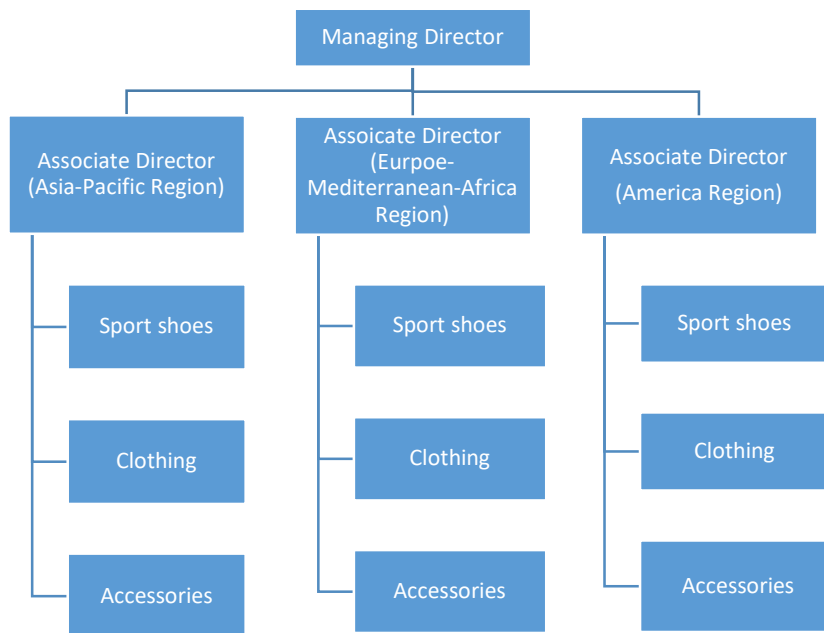 Managing Director
Associate Director
(Asia-Pacific Region)
Assoicate Director
(Eurpoe-
Mediterranean-Africa
Region)
Associate Director
(America Region)
Sport shoes
Clothing
Accessories
Sport shoes
Clothing
Accessories
Sport shoes
Clothing
Accessories